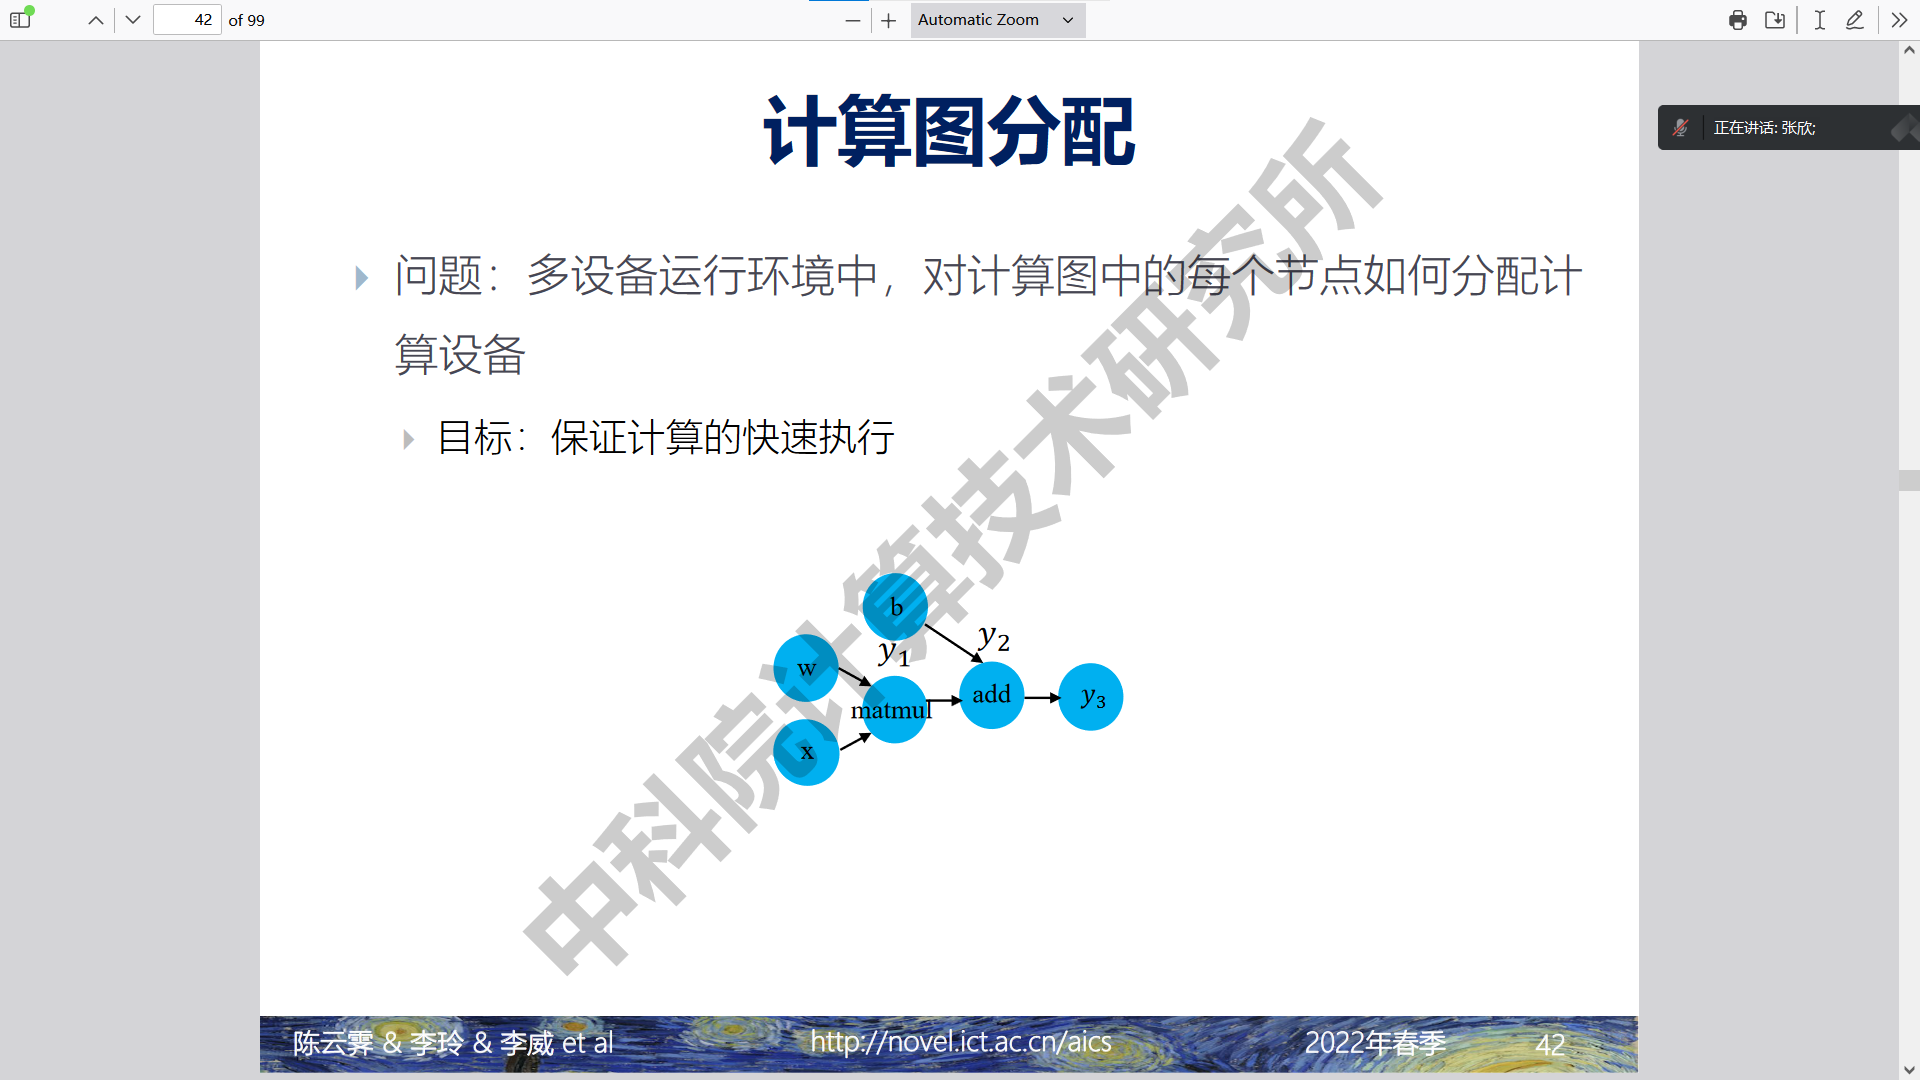 42 of 99
Automatic Zoom
正在讲话: 张欣;
计算图分配
问题：多设备运行环境中，对计算图中的每个节点如何分配计
算设备
目标：保证计算的快速执行
b
y₂
y₁
w
add
y₃
matmul
x
中科院计算技术研究所
陈云霁 & 李玲 & 李威 et al
http://novel.ict.ac.cn/aics
2022年春季
42